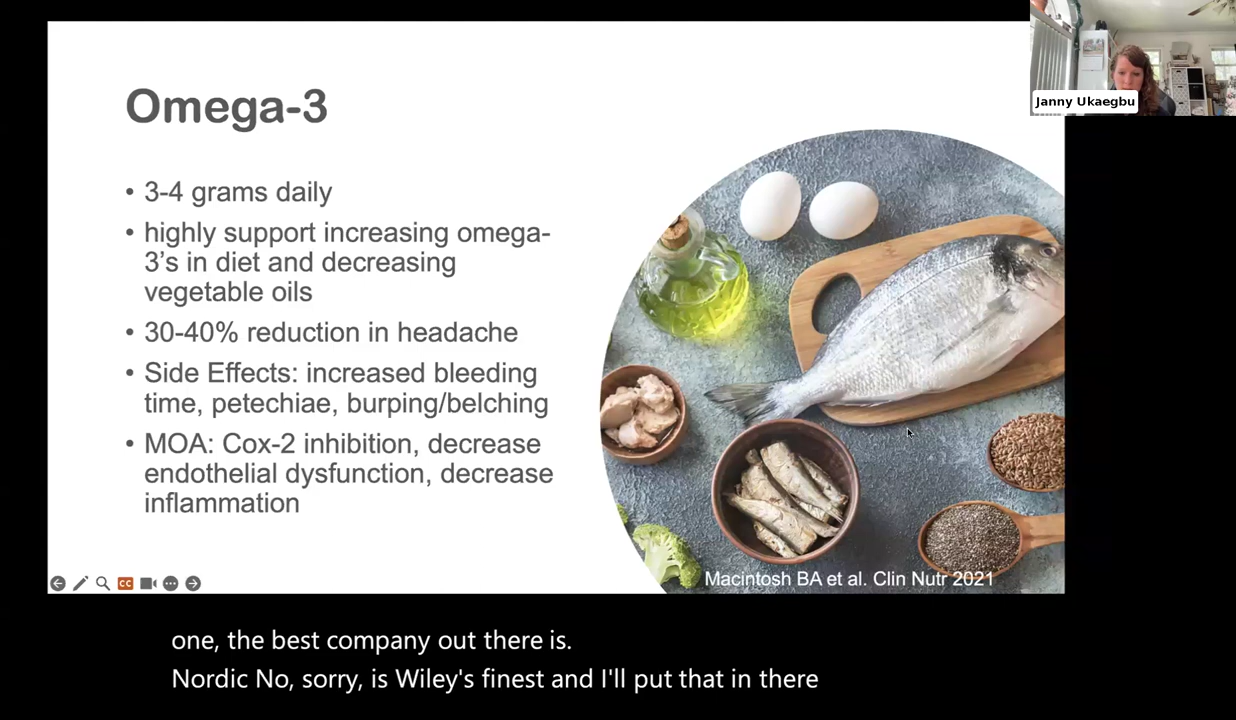 Janny Ukaegbu
Omega-3
• 3-4 grams daily
• highly support increasing omega-
3’s in diet and decreasing
vegetable oils
• 30-40% reduction in headache
• Side Effects: increased bleeding
time, petechiae, burping/belching
• MOA: Cox-2 inhibition, decrease
endothelial dysfunction, decrease
inflammation
Macintosh BA et al. Clin Nutr 2021
CC
one, the best company out there is.
Nordic No, sorry, is Wiley's finest and I'll put that in there